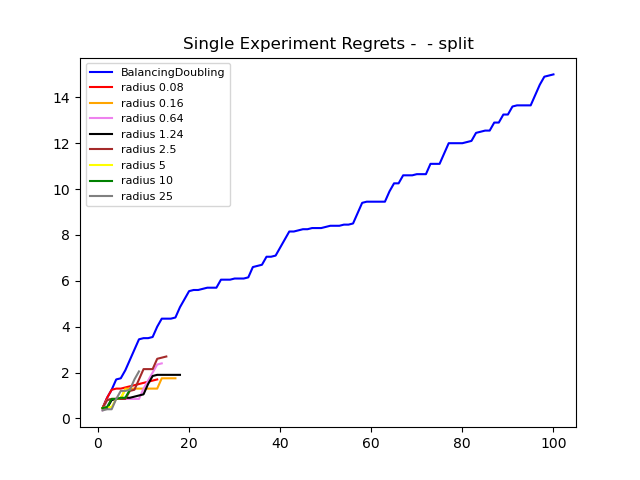 Single Experiment Regrets -  - split
BalancingDoubling
radius 0.08
radius 0.16
radius 0.64
radius 1.24
radius 2.5
radius 5
radius 10
radius 25
14
12
10
8
6
4
2
0
0 20 40 60 80 100